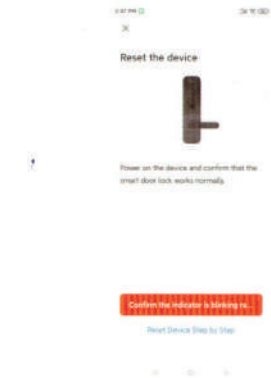 Reset the device
Power on the device and confirm that the
smart door lock works normally.
Confirm the indicator is blinking ra...
Reset Device Step by Step